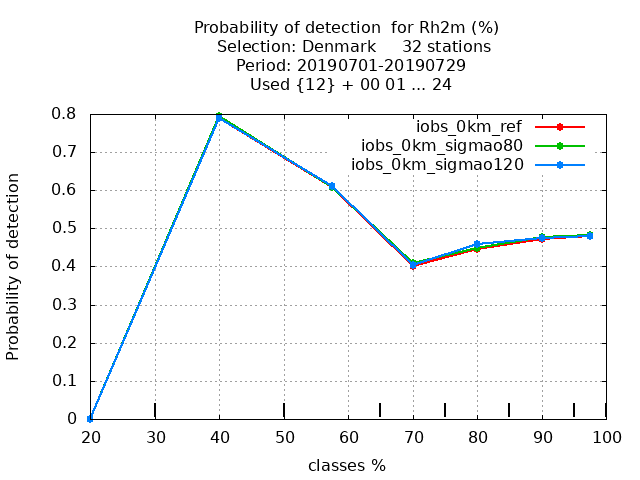 Probability of detection  for Rh2m (%)
Selection: Denmark     32 stations
Period: 20190701-20190729
Used {12} + 00 01 ... 24
iobs_0km_ref
iobs_0km_sigmao80
iobs_0km_sigmao120
Probability of detection
0.8
0.7
0.6
0.5
0.4
0.3
0.2
0.1
0
20 30 40 50 60 70 80 90 100
classes %